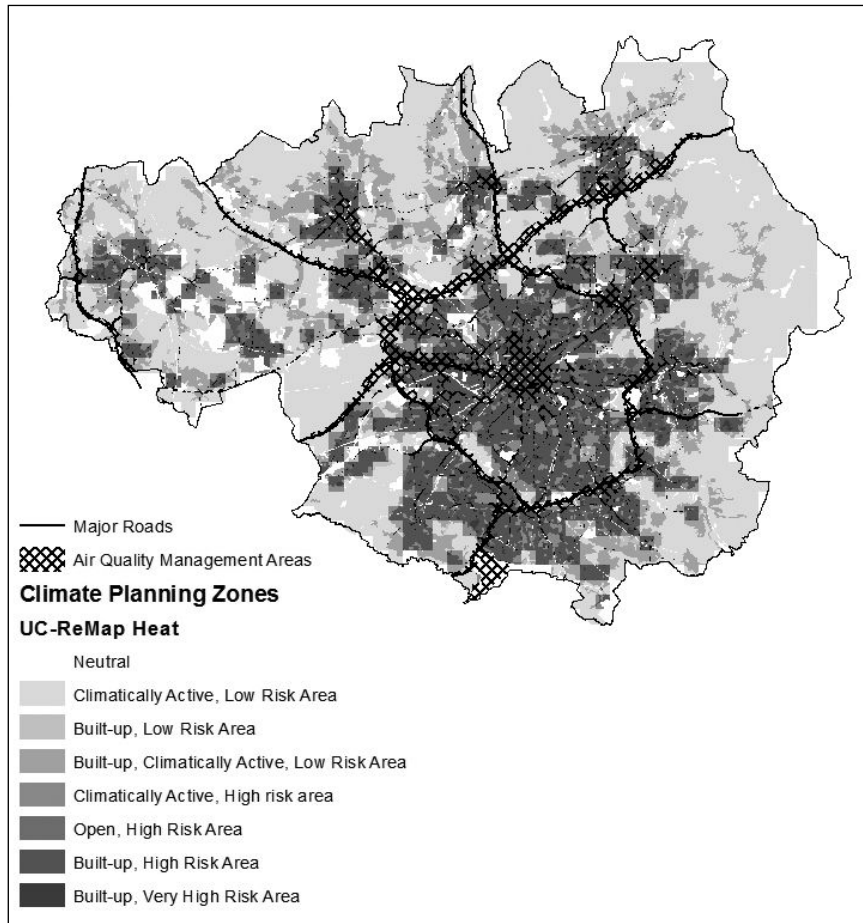 Major Roads
Air Quality Management Areas
Climate Planning Zones
UC-ReMap Heat
Neutral
Climatically Active, Low Risk Area
Built-up, Low Risk Area
Built-up, Climatically Active, Low Risk Area
Climatically Active, High risk area
Open, High Risk Area
Built-up, High Risk Area
Built-up, Very High Risk Area